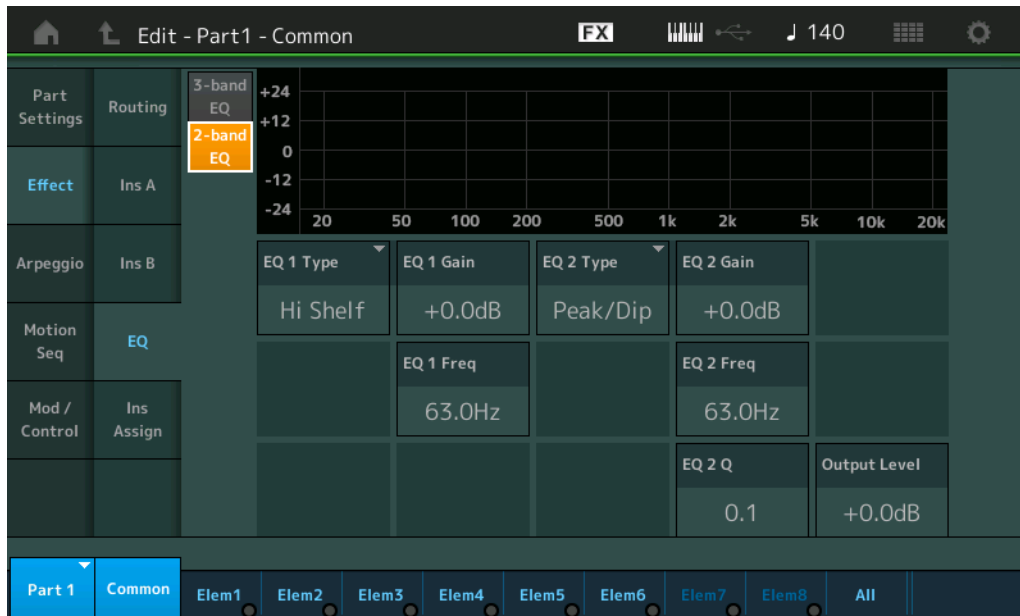 Edit - Part1 - Common
FX
♩ 140
Part
Settings
Effect
Arpeggio
Motion
Seq
Mod /
Control
Routing
Ins A
Ins B
EQ
Ins
Assign
3-band
EQ
2-band
EQ
+24
+12
0
-12
-24
20 50 100 200 500 1k 2k 5k 10k 20k
EQ 1 Type
Hi Shelf
EQ 1 Gain
+0.0dB
EQ 2 Type
Peak/Dip
EQ 2 Gain
+0.0dB
EQ 1 Freq
63.0Hz
EQ 2 Freq
63.0Hz
EQ 2 Q
0.1
Output Level
+0.0dB
Part 1 Common Elem1 Elem2 Elem3 Elem4 Elem5 Elem6 Elem7 Elem8 All